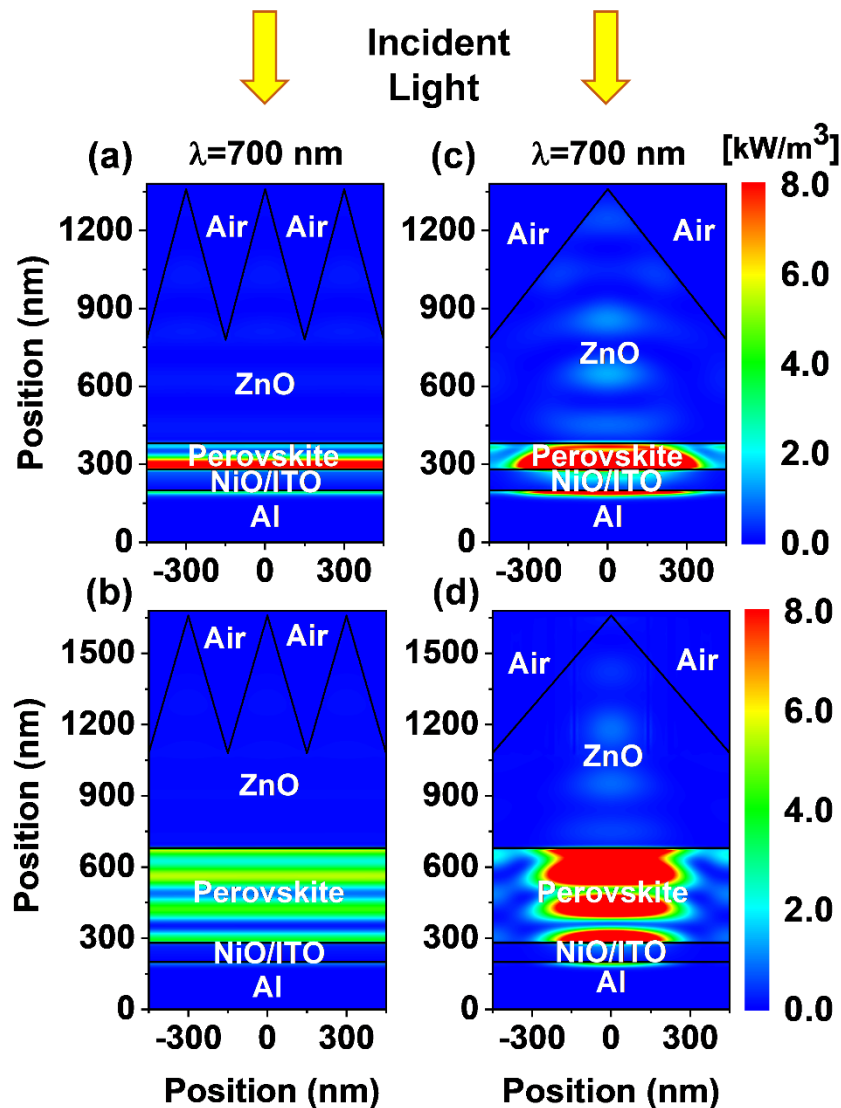 Incident
Light
(a)
λ=700 nm
(c)
λ=700 nm
[kW/m³]
Position (nm)
1200
900
600
300
0
Air
Air
ZnO
Perovskite
NiO/ITO
Al
-300
0
300
Air
Air
ZnO
Perovskite
NiO/ITO
Al
-300
0
300
8.0
6.0
4.0
2.0
0.0
(b)
(d)
Position (nm)
1500
1200
900
600
300
0
Air
Air
ZnO
Perovskite
NiO/ITO
Al
-300
0
300
Position (nm)
Air
Air
ZnO
Perovskite
NiO/ITO
Al
-300
0
300
Position (nm)
8.0
6.0
4.0
2.0
0.0